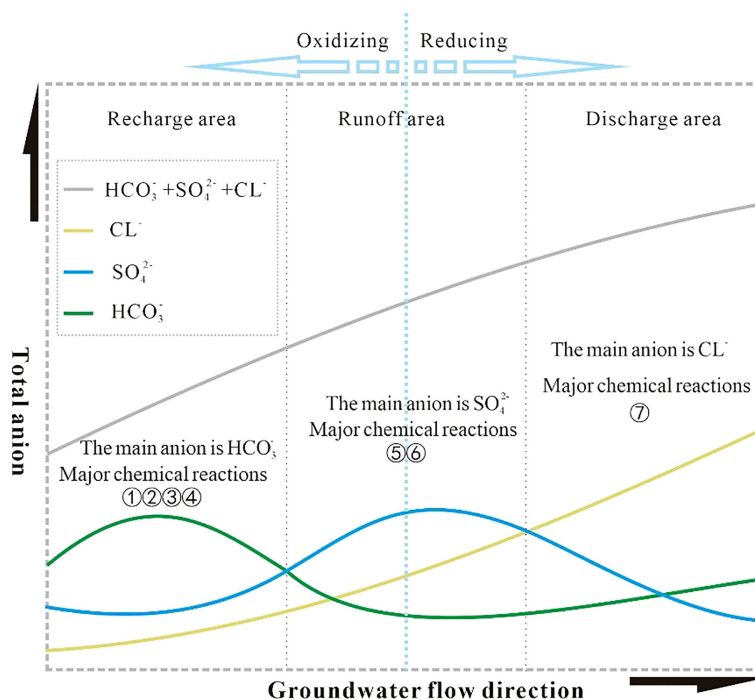 Oxidizing Reducing
Recharge area Runoff area Discharge area
HCO₃⁻+SO₄²⁻+CL⁻
CL⁻
SO₄²⁻
HCO₃⁻
Total anion
The main anion is HCO₃⁻
Major chemical reactions
①②③④
The main anion is SO₄²⁻
Major chemical reactions
⑤⑥
The main anion is CL⁻
Major chemical reactions
⑦
Groundwater flow direction